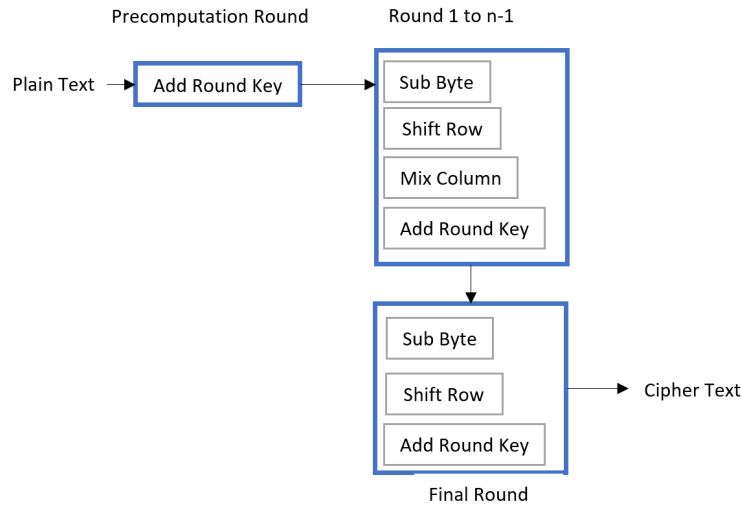 Precomputation Round
Round 1 to n-1
Plain Text
Add Round Key
Sub Byte
Shift Row
Mix Column
Add Round Key
Sub Byte
Shift Row
Add Round Key
Cipher Text
Final Round